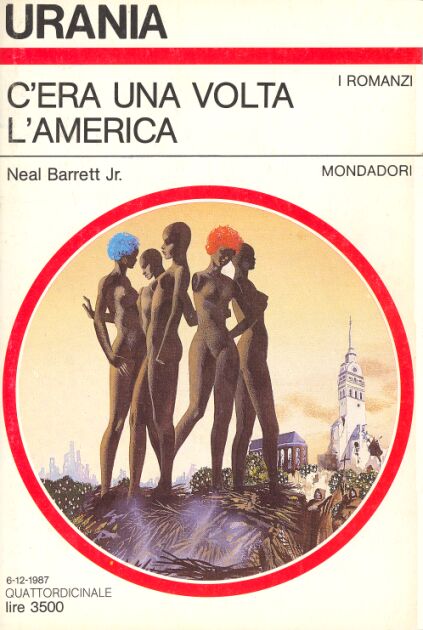 URANIA
C'ERA UNA VOLTA
L'AMERICA
I ROMANZI
Neal Barrett Jr.
MONDADORI
6-12-1987
QUATTORDICINALE
lire 3500